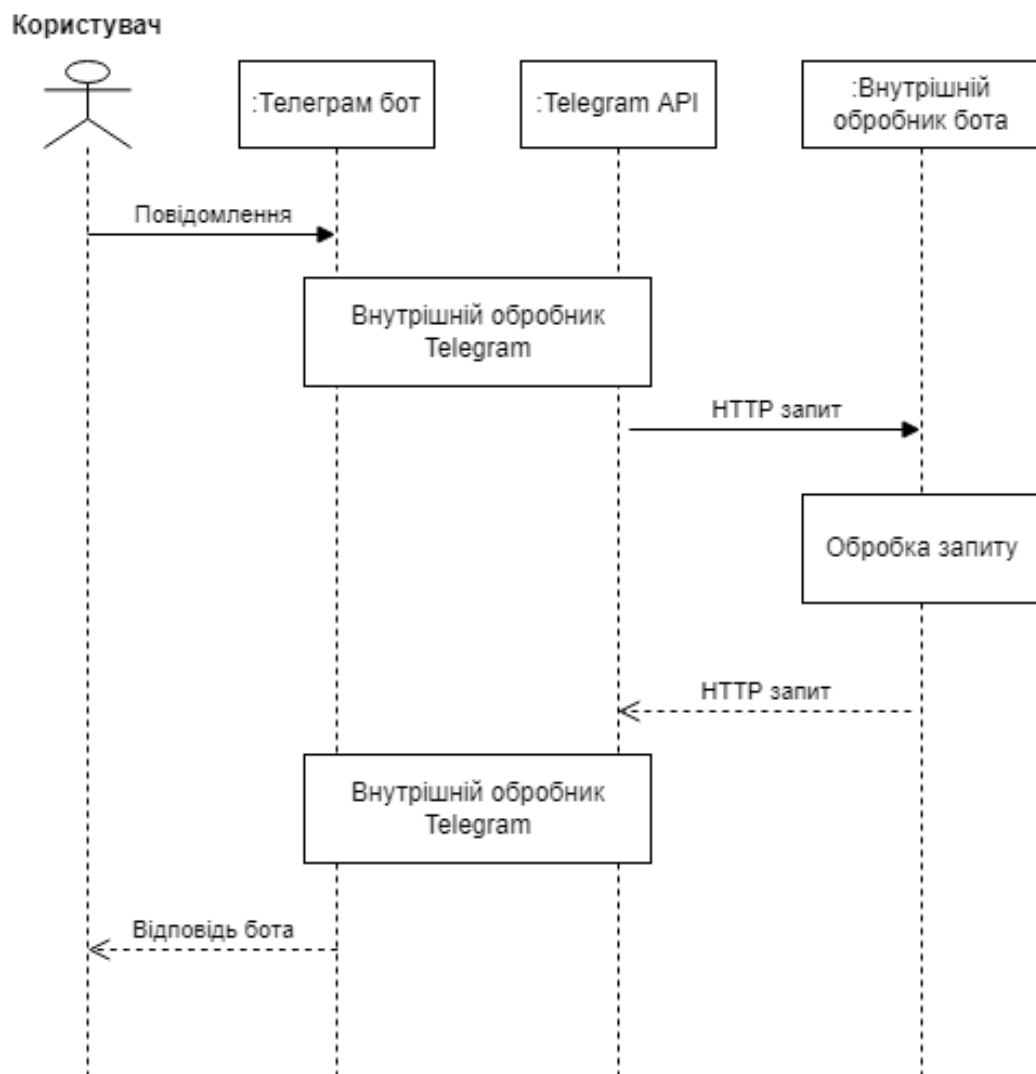 Користувач
:Телеграм бот
:Telegram API
:Внутрішній
обробник бота
Повідомлення
Внутрішній обробник
Telegram
HTTP запит
Обробка запиту
HTTP запит
Внутрішній обробник
Telegram
Відповідь бота